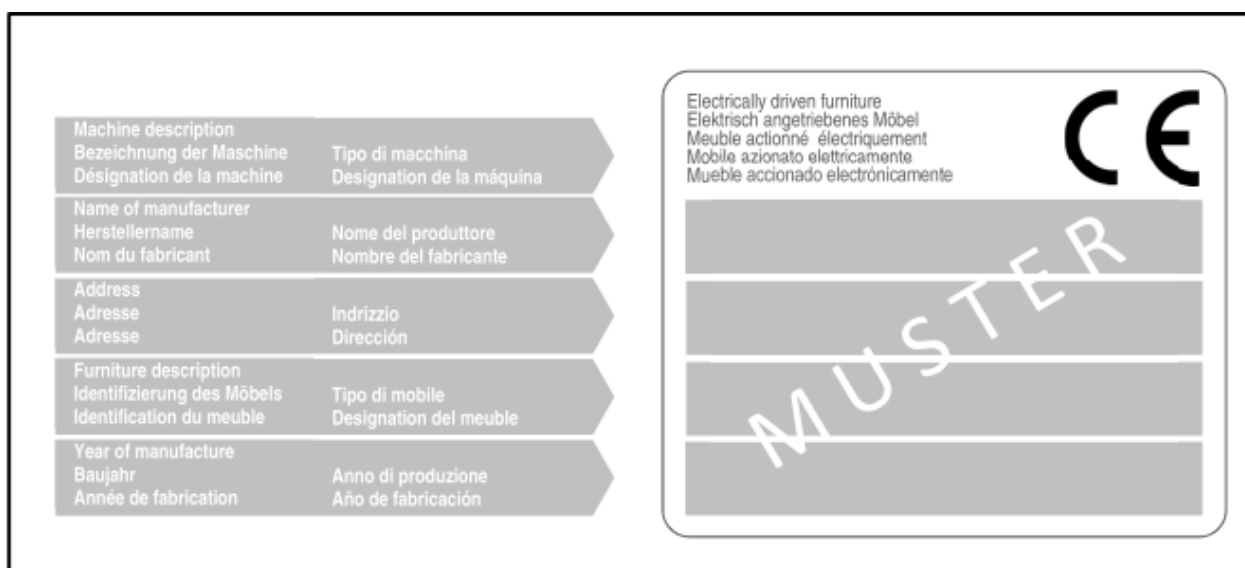 Machine description
Bezeichnung der Maschine
Désignation de la machine
Tipo di macchina
Designation de la máquina
Name of manufacturer
Herstellername
Nom du fabricant
Nome del produttore
Nombre del fabricante
Address
Adresse
Adresse
Indrizzio
Dirección
Furniture description
Identifizierung des Möbels
Identification du meuble
Tipo di mobile
Designation del meuble
Year of manufacture
Baujahr
Année de fabrication
Anno di produzione
Año de fabricación
Electrically driven furniture
Elektrisch angetriebenes Möbel
Meuble actionné électriquement
Mobile azionato elettricamente
Mueble accionado electrónicamente
CE
MUSTER